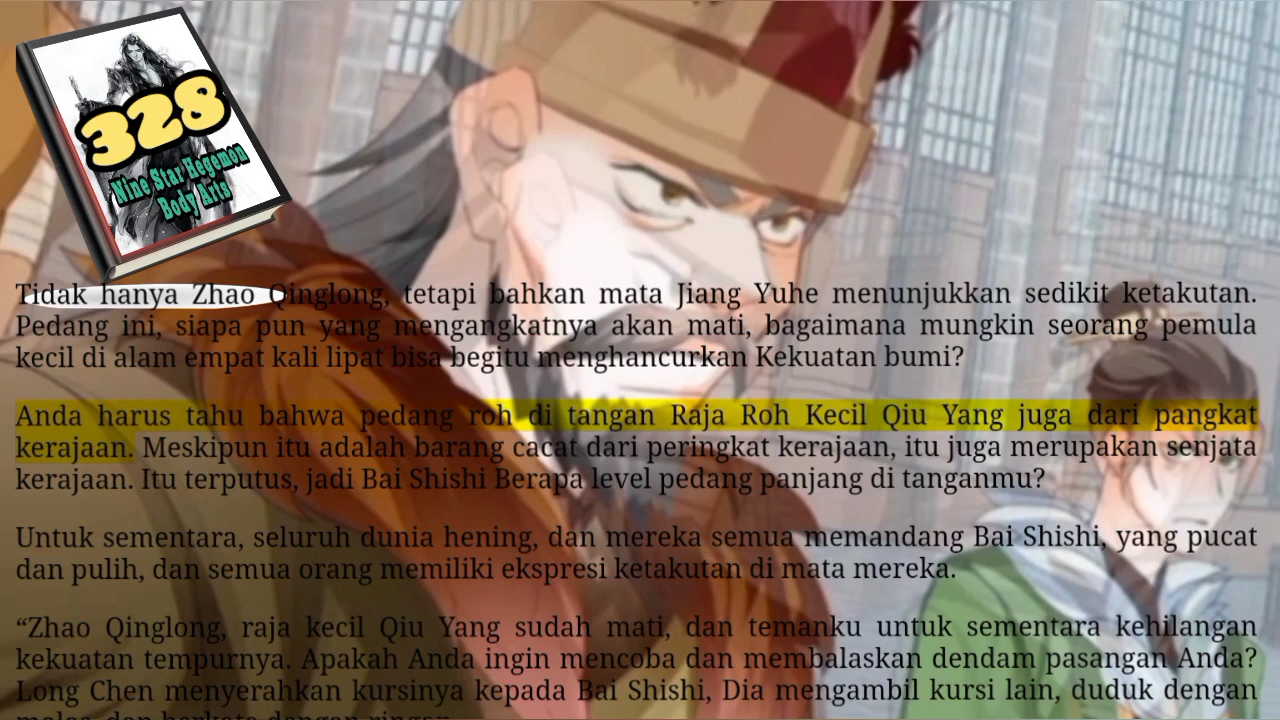 328
Nine Star Hegemon
Body Arts
Tidak hanya Zhao Qinglong, tetapi bahkan mata Jiang Yuhe menunjukkan sedikit ketakutan.
Pedang ini, siapa pun yang mengangkatnya akan mati, bagaimana mungkin seorang pemula
kecil di alam empat kali lipat bisa begitu menghancurkan Kekuatan bumi?
Anda harus tahu bahwa pedang roh di tangan Raja Roh Kecil Qiu Yang juga dari pangkat
kerajaan. Meskipun itu adalah barang cacat dari peringkat kerajaan, itu juga merupakan senjata
kerajaan. Itu terputus, jadi Bai Shishi Berapa level pedang panjang di tanganmu?
Untuk sementara, seluruh dunia hening, dan mereka semua memandang Bai Shishi, yang pucat
dan pulih, dan semua orang memiliki ekspresi ketakutan di mata mereka.
“Zhao Qinglong, raja kecil Qiu Yang sudah mati, dan temanku untuk sementara kehilangan
kekuatan tempurnya. Apakah Anda ingin mencoba dan membalaskan dendam pasangan Anda?
Long Chen menyerahkan kursinya kepada Bai Shishi, Dia mengambil kursi lain, duduk dengan
malas, dan berkata dengan ringan.